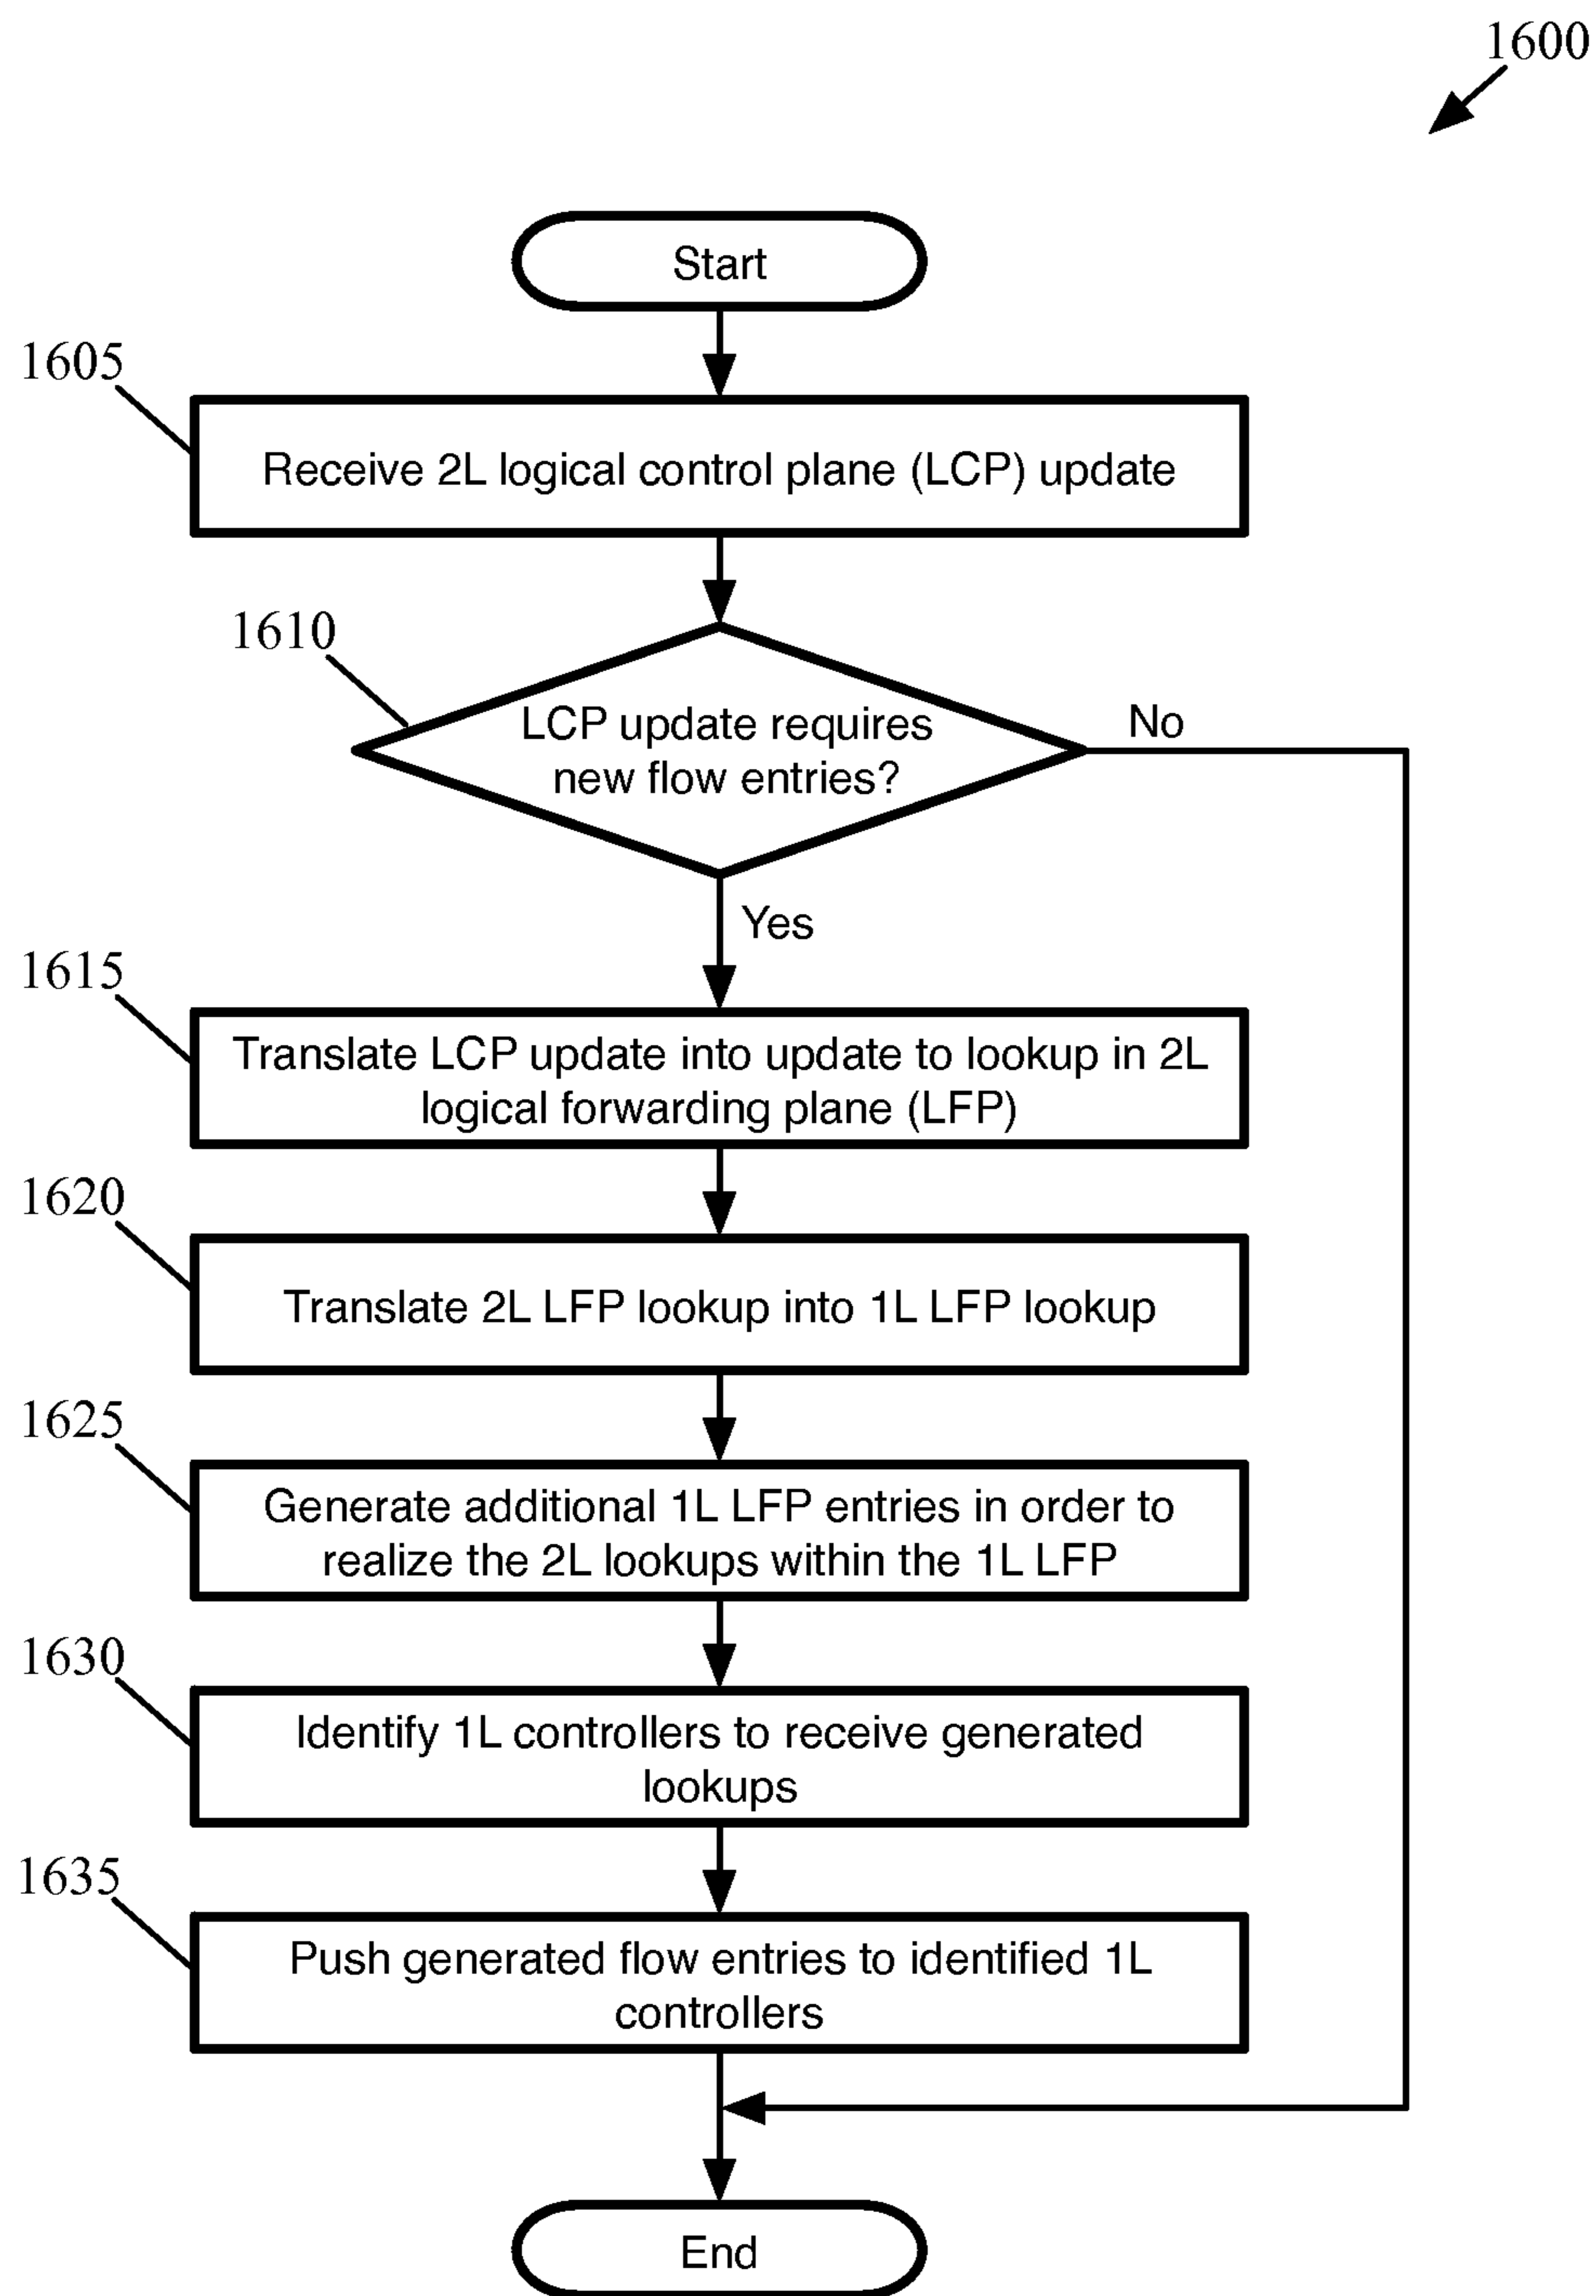 1600
Start
1605
Receive 2L logical control plane (LCP) update
1610
LCP update requires
new flow entries?
No
Yes
1615
Translate LCP update into update to lookup in 2L
logical forwarding plane (LFP)
1620
Translate 2L LFP lookup into 1L LFP lookup
1625
Generate additional 1L LFP entries in order to
realize the 2L lookups within the 1L LFP
1630
Identify 1L controllers to receive generated
lookups
1635
Push generated flow entries to identified 1L
controllers
End